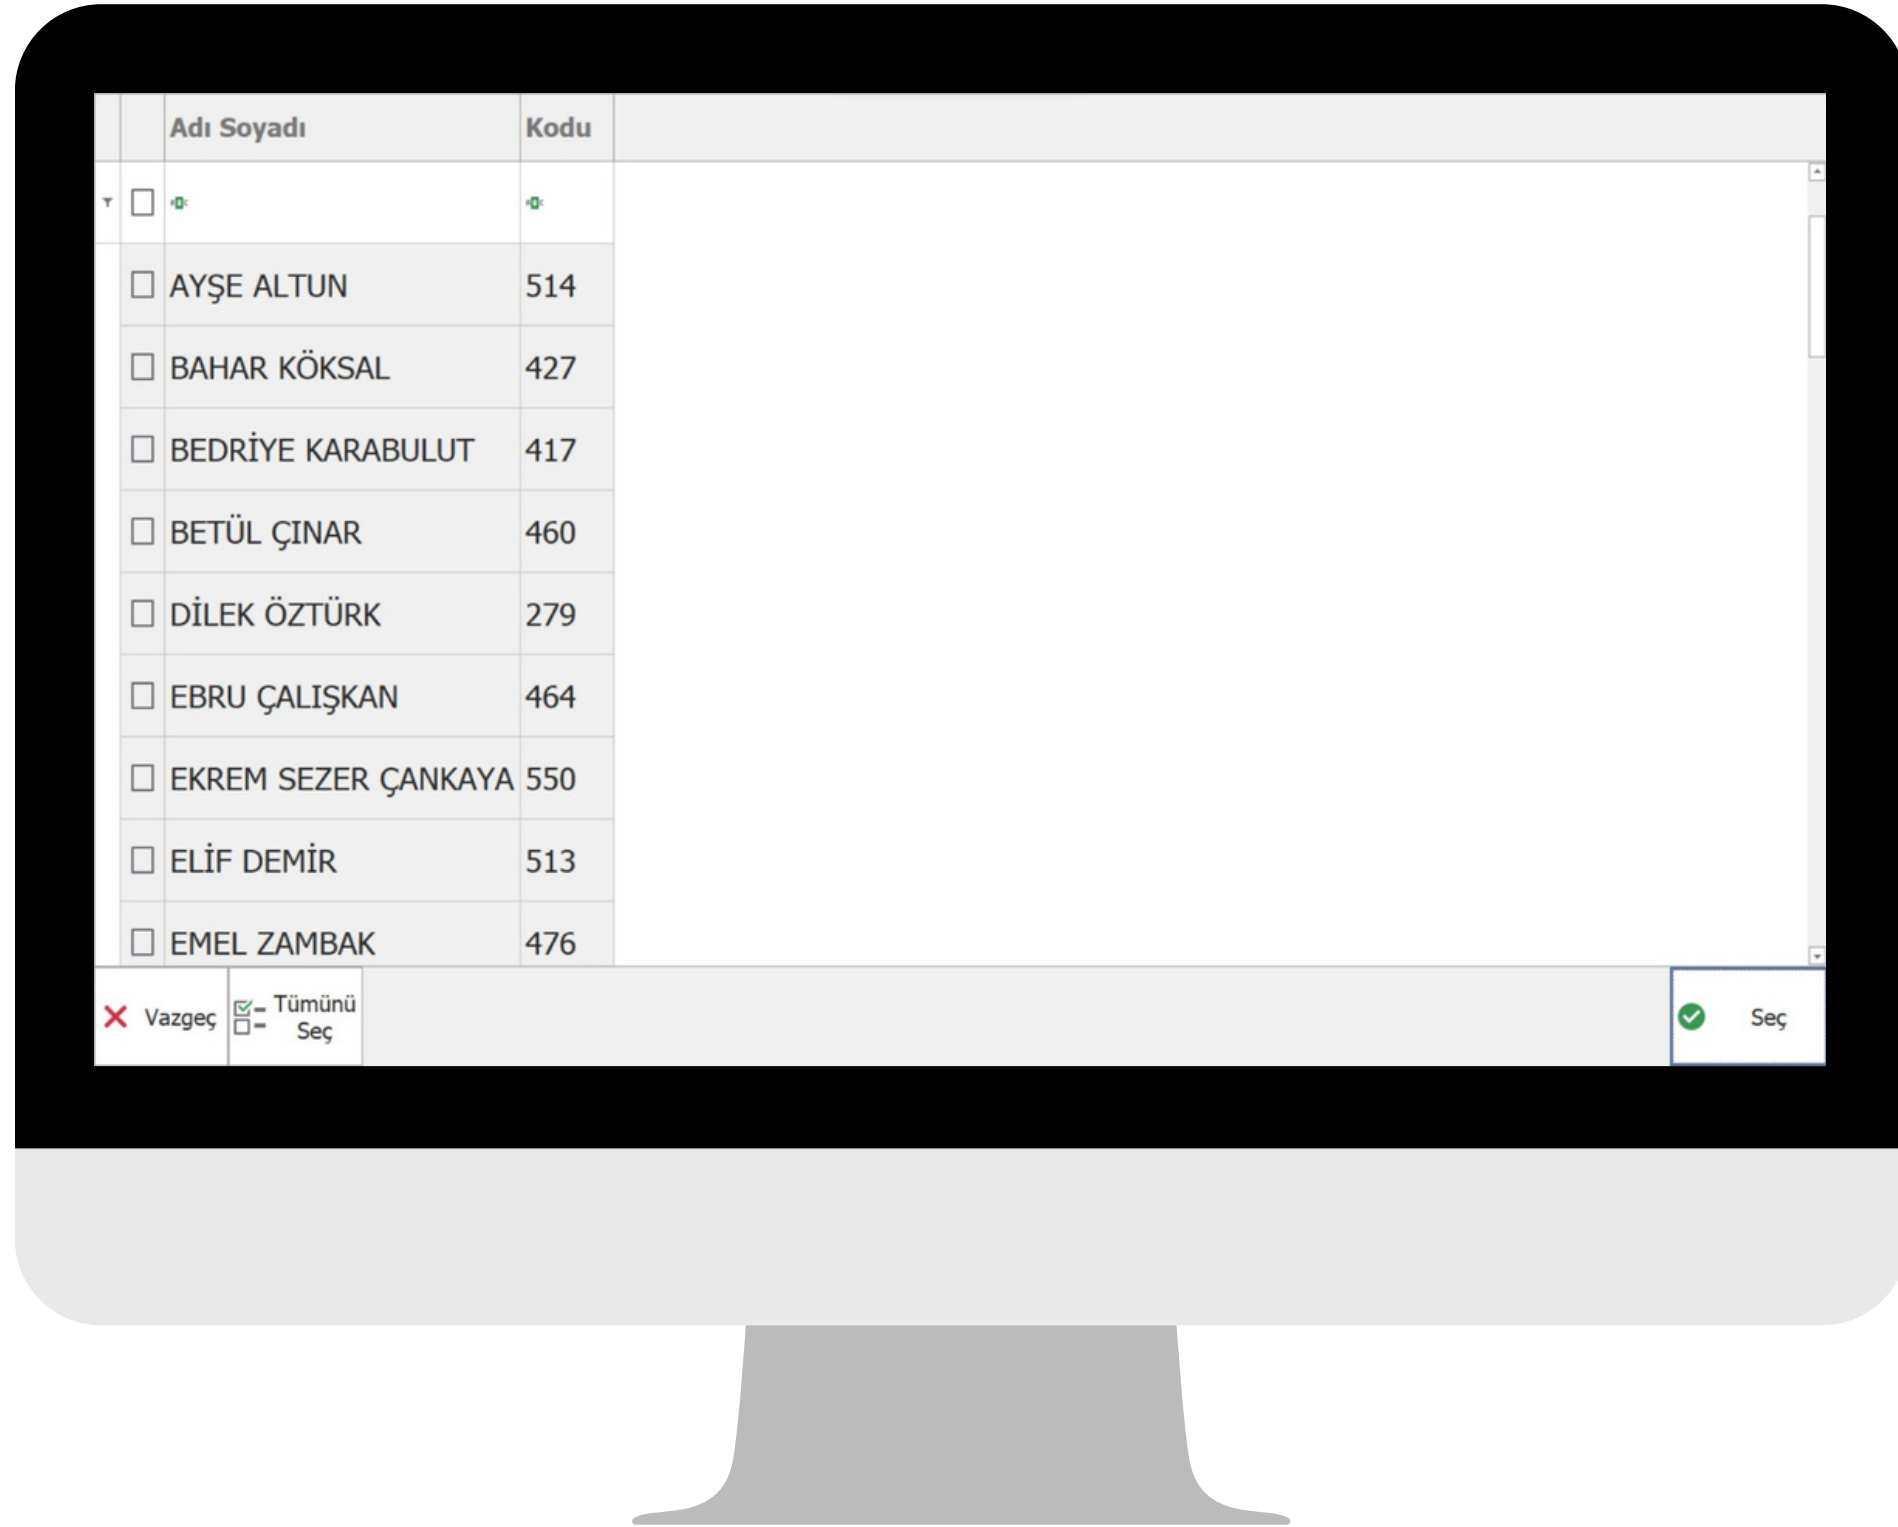 Adı Soyadı Kodu
AYŞE ALTUN 514
BAHAR KÖKSAL 427
BEDRİYE KARABULUT 417
BETÜL ÇINAR 460
DİLEK ÖZTÜRK 279
EBRU ÇALIŞKAN 464
EKREM SEZER ÇANKAYA 550
ELİF DEMİR 513
EMEL ZAMBAK 476
Vazgeç
Tümünü
Seç
Seç